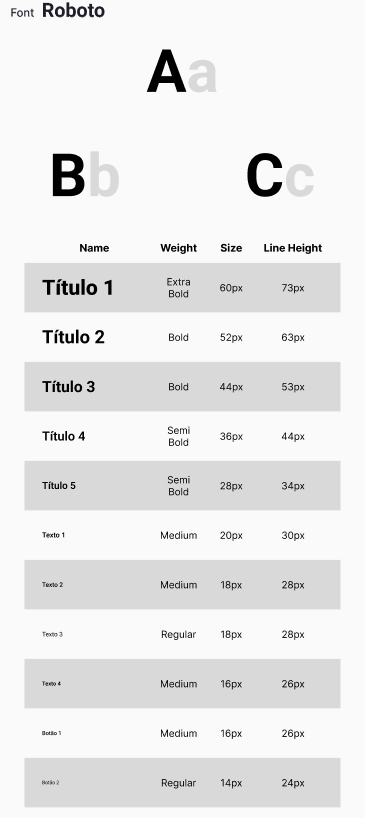 Font Roboto
Aa
Bb Cc
Name Weight Size Line Height
Título 1 Extra Bold 60px 73px
Título 2 Bold 52px 63px
Título 3 Bold 44px 53px
Título 4 Semi Bold 36px 44px
Título 5 Semi Bold 28px 34px
Texto 1 Medium 20px 30px
Texto 2 Medium 18px 28px
Texto 3 Regular 18px 28px
Texto 4 Medium 16px 26px
Botão 1 Medium 16px 26px
Botão 2 Regular 14px 24px